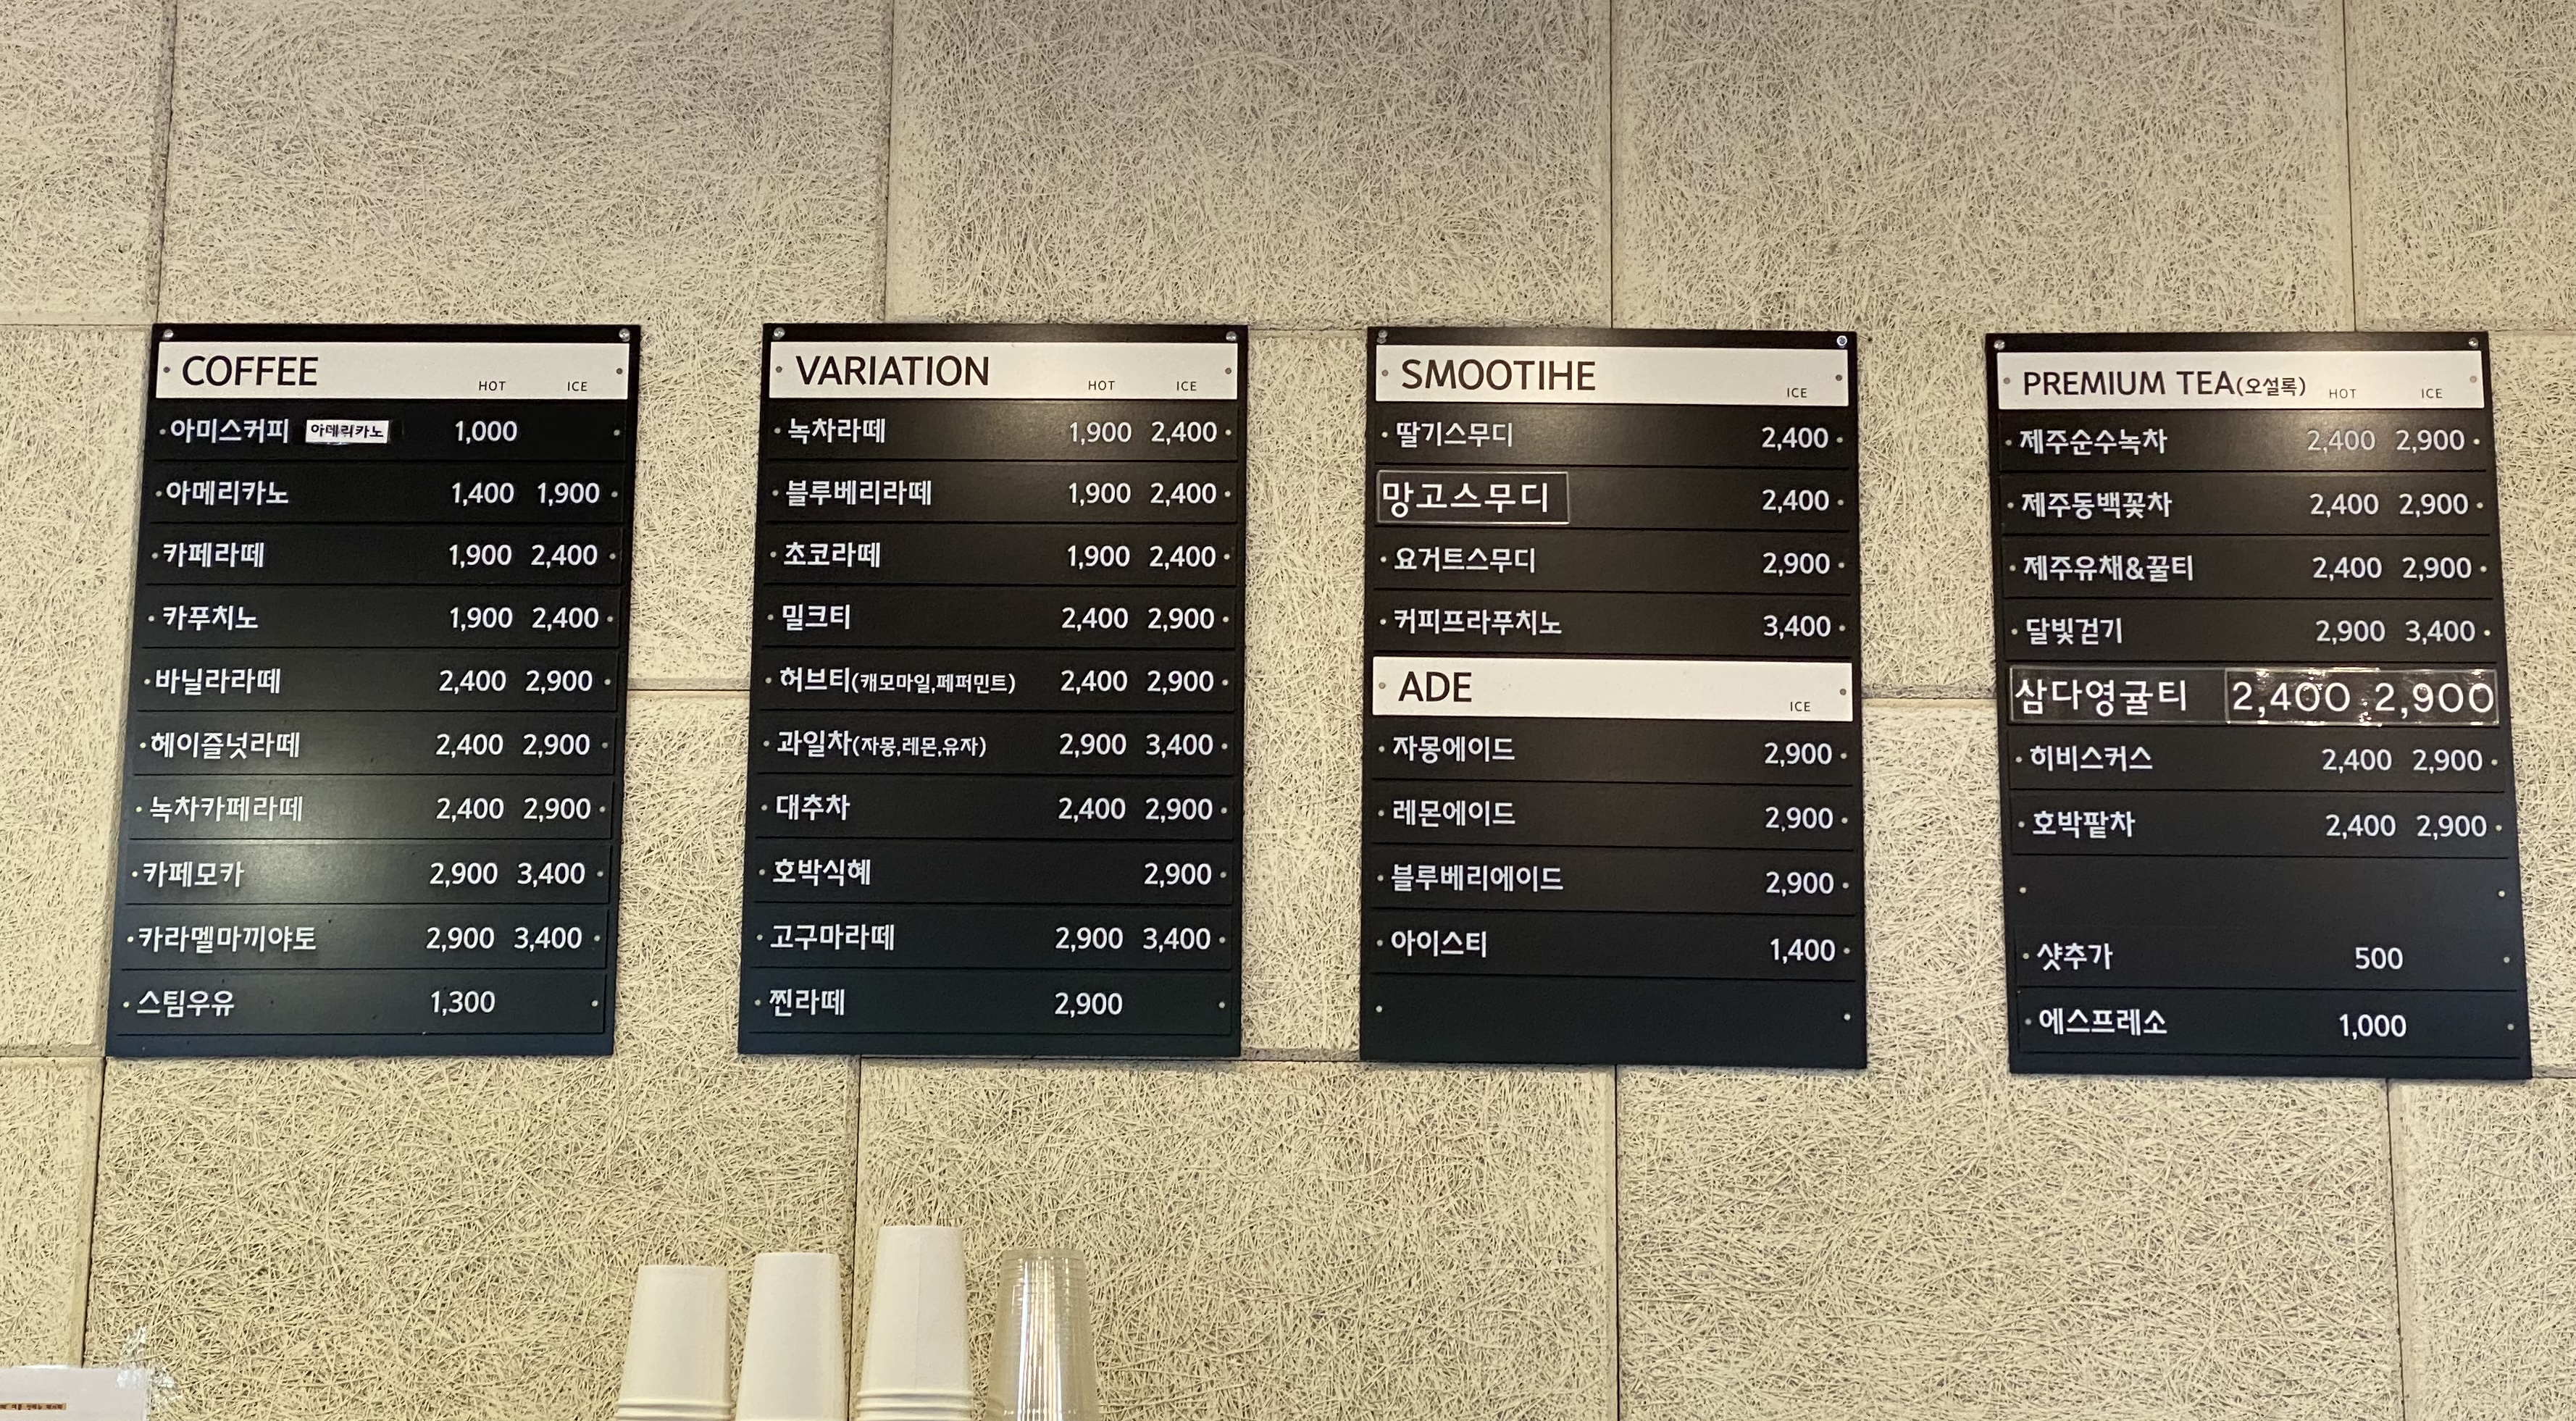 COFFEE HOT ICE
아미스커피 아메리카노 1,000
아메리카노 1,400 1,900
카페라떼 1,900 2,400
카푸치노 1,900 2,400
바닐라라떼 2,400 2,900
헤이즐넛라떼 2,400 2,900
녹차카페라떼 2,400 2,900
카페모카 2,900 3,400
카라멜마끼야토 2,900 3,400
스팀우유 1,300
VARIATION HOT ICE
녹차라떼 1,900 2,400
블루베리라떼 1,900 2,400
초코라떼 1,900 2,400
밀크티 2,400 2,900
허브티(캐모마일,페퍼민트) 2,400 2,900
과일차(자몽,레몬,유자) 2,900 3,400
대추차 2,400 2,900
호박식혜 2,900
고구마라떼 2,900 3,400
찐라떼 2,900
SMOOTIHE ICE
딸기스무디 2,400
망고스무디 2,400
요거트스무디 2,900
커피프라푸치노 3,400
ADE ICE
자몽에이드 2,900
레몬에이드 2,900
블루베리에이드 2,900
아이스티 1,400
PREMIUM TEA(오설록) HOT ICE
제주순수녹차 2,400 2,900
제주동백꽃차 2,400 2,900
제주유채&꿀티 2,400 2,900
달빛걷기 2,900 3,400
삼다영귤티 2,400 2,900
히비스커스 2,400 2,900
호박팥차 2,400 2,900
샷추가 500
에스프레소 1,000